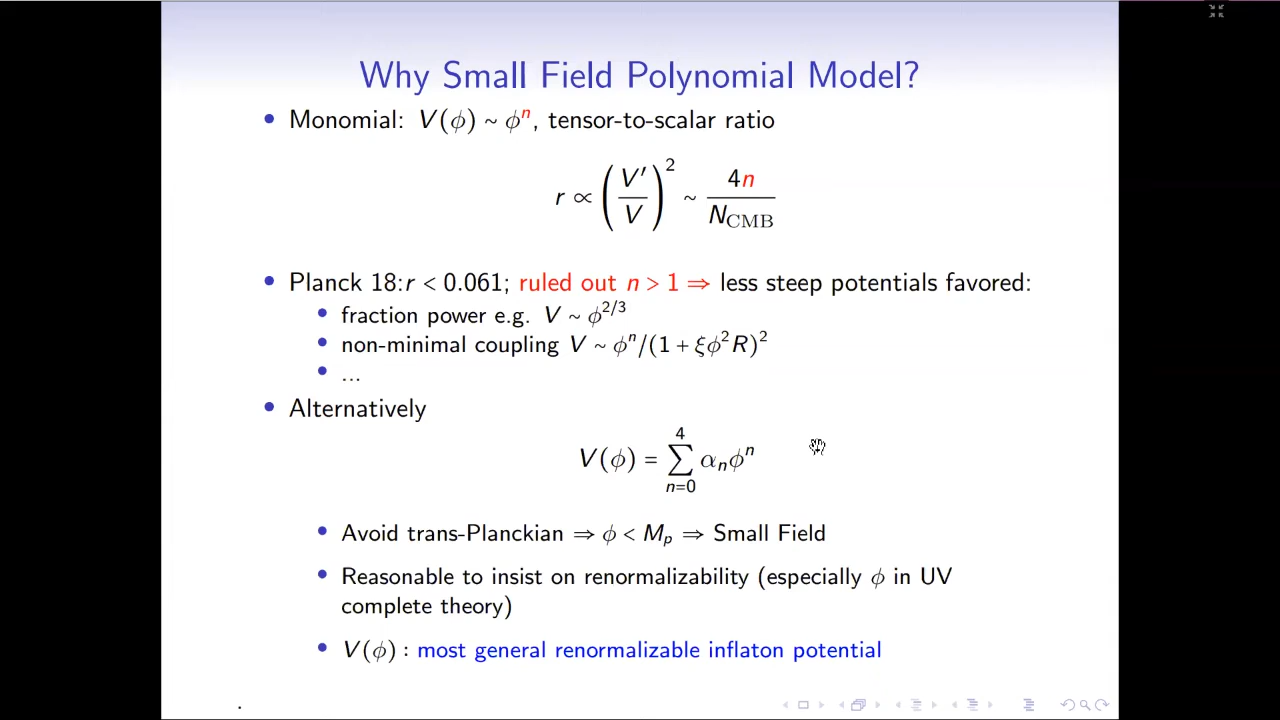 Why Small Field Polynomial Model?
• Monomial: V(ϕ) ~ ϕⁿ, tensor-to-scalar ratio
r ∝ (V′/V)² ~ 4n/N_CMB
• Planck 18:r < 0.061; ruled out n > 1 ⇒ less steep potentials favored:
• fraction power e.g. V ~ ϕ^{2/3}
• non-minimal coupling V ~ ϕⁿ/(1 + ξϕ²R)²
• ...
• Alternatively
V(ϕ) = ∑_{n=0}^{4} αₙϕⁿ
• Avoid trans-Planckian ⇒ ϕ < M_p ⇒ Small Field
• Reasonable to insist on renormalizability (especially ϕ in UV
complete theory)
• V(ϕ) : most general renormalizable inflaton potential
.